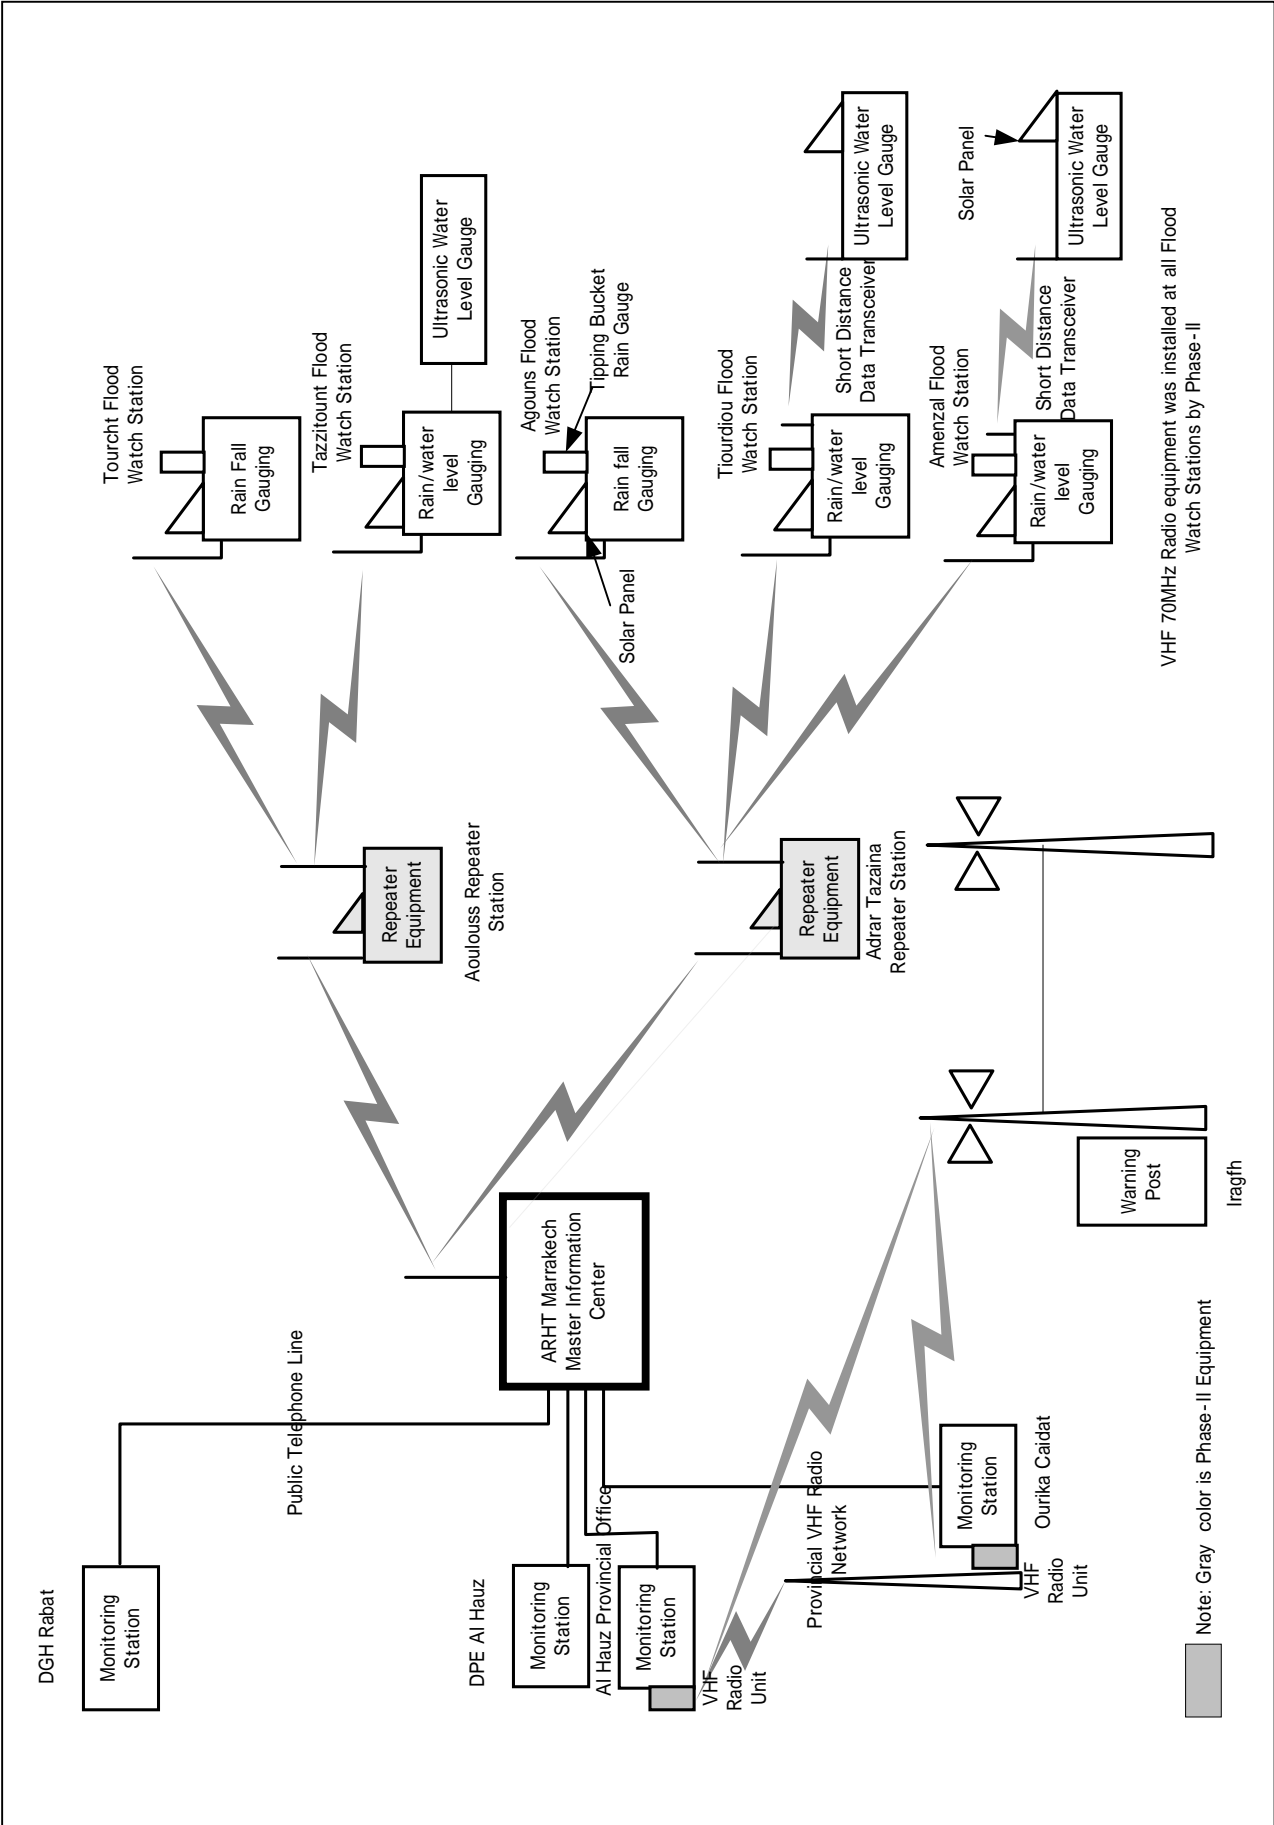 DGH Rabat
Monitoring
Station
Public Telephone Line
DPE Al Hauz
Monitoring
Station
Al Hauz Provincial Office
Monitoring
Station
VHF
Radio
Unit
Provincial VHF Radio
Network
Monitoring
Station
Ourika Caidat
VHF
Radio
Unit
ARHT Marrakech
Master Information
Center
Warning
Post
Iragfh
Repeater
Equipment
Aoulouss Repeater
Station
Repeater
Equipment
Adrar Tazaina
Repeater Station
Tourcht Flood
Watch Station
Rain Fall
Gauging
Tazzitount Flood
Watch Station
Rain/water
level
Gauging
Ultrasonic Water
Level Gauge
Agouns Flood
Watch Station
Tipping Bucket
Rain Gauge
Rain fall
Gauging
Solar Panel
Tiourdiou Flood
Watch Station
Rain/water
level
Gauging
Short Distance
Data Transceiver
Ultrasonic Water
Level Gauge
Amenzal Flood
Watch Station
Rain/water
level
Gauging
Short Distance
Data Transceiver
Solar Panel
Ultrasonic Water
Level Gauge
VHF 70MHz Radio equipment was installed at all Flood
Watch Stations by Phase-II
Note: Gray color is Phase-II Equipment